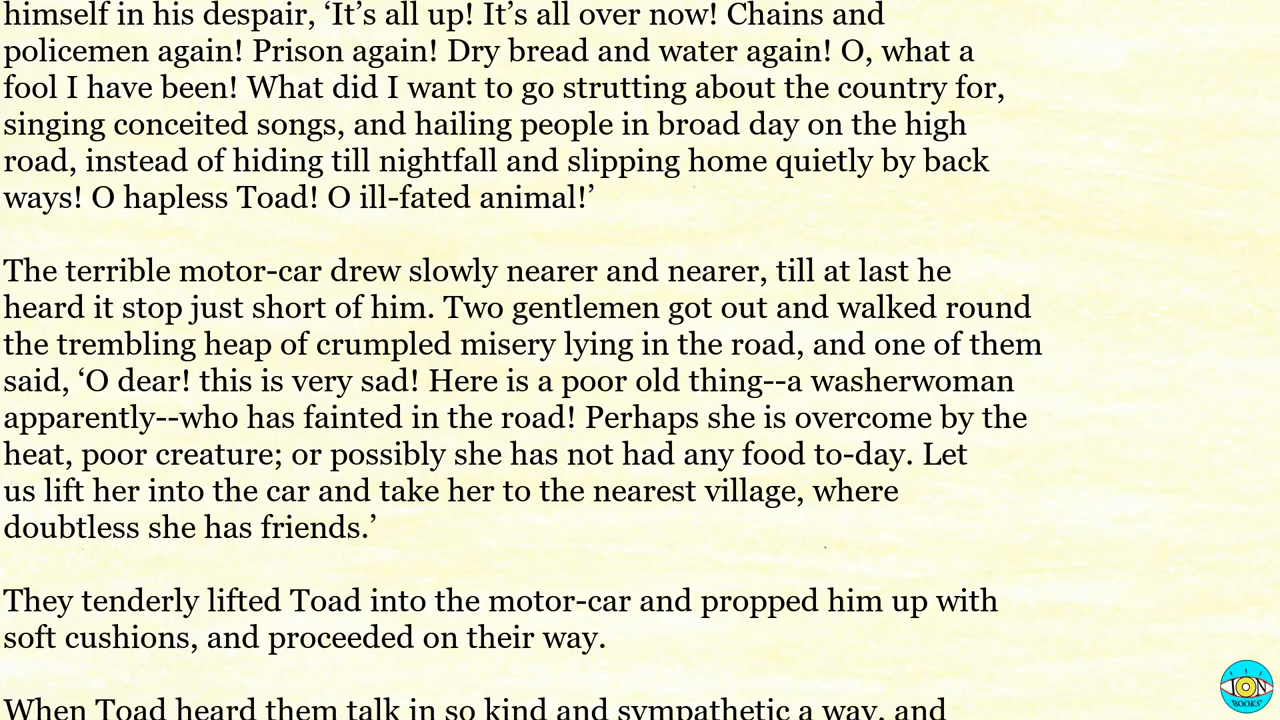 himself in his despair, ‘It’s all up! It’s all over now! Chains and
policemen again! Prison again! Dry bread and water again! O, what a
fool I have been! What did I want to go strutting about the country for,
singing conceited songs, and hailing people in broad day on the high
road, instead of hiding till nightfall and slipping home quietly by back
ways! O hapless Toad! O ill-fated animal!’
The terrible motor-car drew slowly nearer and nearer, till at last he
heard it stop just short of him. Two gentlemen got out and walked round
the trembling heap of crumpled misery lying in the road, and one of them
said, ‘O dear! this is very sad! Here is a poor old thing--a washerwoman
apparently--who has fainted in the road! Perhaps she is overcome by the
heat, poor creature; or possibly she has not had any food to-day. Let
us lift her into the car and take her to the nearest village, where
doubtless she has friends.’
They tenderly lifted Toad into the motor-car and propped him up with
soft cushions, and proceeded on their way.
When Toad heard them talk in so kind and sympathetic a way, and
ION
BOOKS